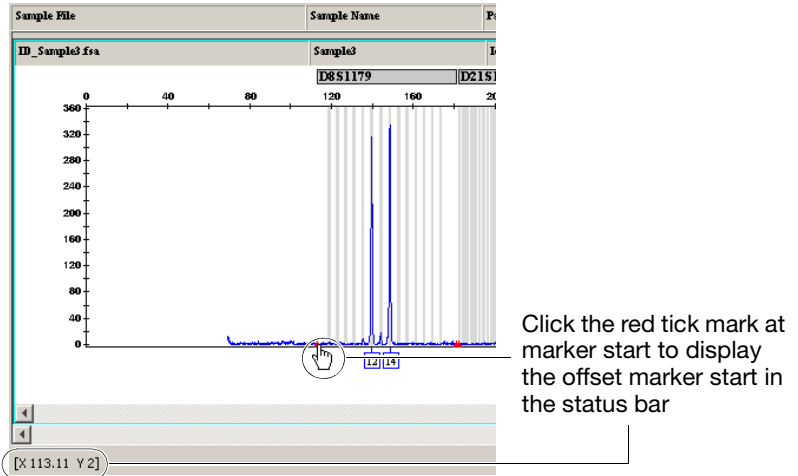 Sample File Sample Name
ID_Sample3.fsa Sample3
D8S1179 D21S1
0 40 80 120 160
360
320
280
240
200
160
120
80
40
0
12 14
Click the red tick mark at
marker start to display
the offset marker start in
the status bar
[X 113.11 Y 2]